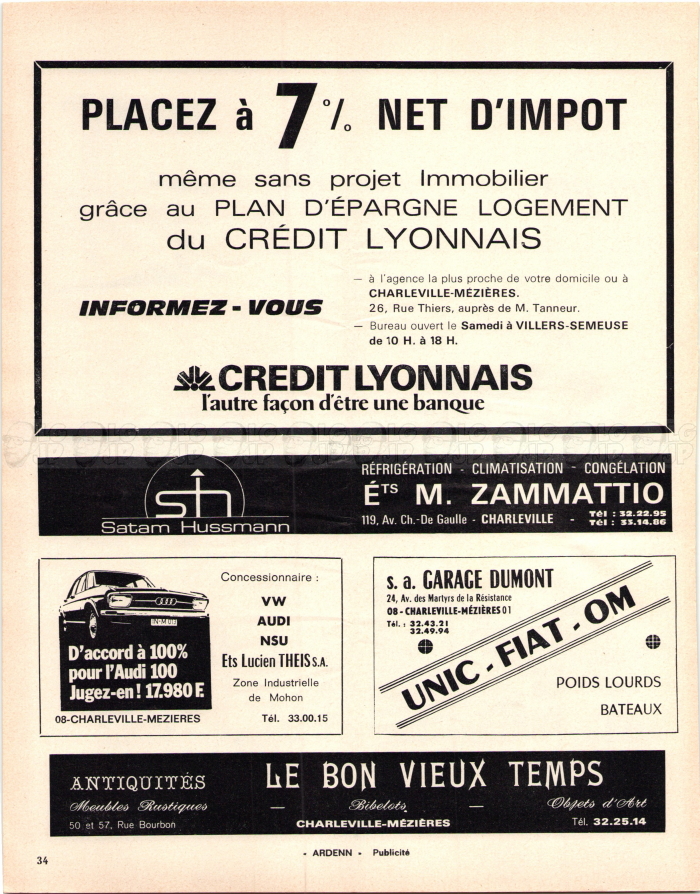 PLACEZ à 7 % NET D'IMPOT
même sans projet Immobilier
grâce au PLAN D'ÉPARGNE LOGEMENT
du CRÉDIT LYONNAIS
INFORMEZ - VOUS
— à l'agence la plus proche de votre domicile ou à
CHARLEVILLE-MÉZIÈRES.
26, Rue Thiers, auprès de M. Tanneur.
— Bureau ouvert le Samedi à VILLERS-SEMEUSE
de 10 H. à 18 H.
CREDIT LYONNAIS
l'autre façon d'être une banque
sh
Satam Hussmann
RÉFRIGÉRATION - CLIMATISATION - CONGÉLATION
ÉTS M. ZAMMATTIO
119, Av. Ch.-De Gaulle - CHARLEVILLE - Tél : 32.22.95
Tél : 33.14.86
D'accord à 100%
pour l'Audi 100
Jugez-en ! 17.980 F.
08-CHARLEVILLE-MEZIERES
Concessionnaire :
VW
AUDI
NSU
Ets Lucien THEIS S.A.
Zone Industrielle
de Mohon
Tél. 33.00.15
s. a. GARAGE DUMONT
24, Av. des Martyrs de la Résistance
08 - CHARLEVILLE-MÉZIÈRES 01
Tél. : 32.43.21
32.49.94
UNIC - FIAT - OM
POIDS LOURDS
BATEAUX
ANTIQUITÉS
Meubles Rustiques
50 et 57, Rue Bourbon
LE BON VIEUX TEMPS
— Bibelots —
CHARLEVILLE-MÉZIÈRES
Objets d'Art
Tél. 32.25.14
- ARDENN - Publicité
34